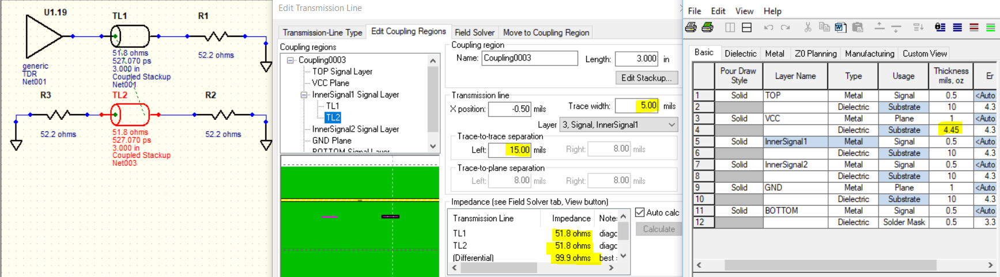 U1.19
TL1
R1
51.8 ohms
527.070 ps
3.000 in
Coupled Stackup
Net001
52.2 ohms
generic
TDR
Net001
R3
TL2
R2
52.2 ohms
51.8 ohms
527.070 ps
3.000 in
Coupled Stackup
Net003
52.2 ohms
Edit Transmission Line
Transmission-Line Type Edit Coupling Regions Field Solver Move to Coupling Region
Coupling regions
Coupling0003
TOP Signal Layer
VCC Plane
InnerSignal1 Signal Layer
TL1
TL2
InnerSignal2 Signal Layer
GND Plane
BOTTOM Signal Layer
Coupling region
Name: Coupling0003 Length: 3.000 in
Edit Stackup...
Transmission line
X position: -0.50 mils Trace width: 5.00 mils
Layer 3, Signal, InnerSignal1
Trace-to-trace separation
Left: 15.00 mils Right: 8.00 mils
Trace-to-plane separation
Left: 8.00 mils Right: 8.00 mils
Impedance (see Field Solver tab, View button)
Transmission Line Impedance Note:
TL1 51.8 ohms diagc
TL2 51.8 ohms diagc
(Differential) 99.9 ohms best :
Auto calc
Calculate
File Edit View Help
Basic Dielectric Metal Z0 Planning Manufacturing Custom View
Pour Draw Style Layer Name Type Usage Thickness mils, oz Er
1 Solid TOP Metal Signal 0.5 <Auto
2 Dielectric Substrate 10 4.3
3 Solid VCC Metal Plane 1 <Auto
4 Dielectric Substrate 4.45 4.3
5 Solid InnerSignal1 Metal Signal 0.5 <Auto
6 Dielectric Substrate 10 4.3
7 Solid InnerSignal2 Metal Signal 0.5 <Auto
8 Dielectric Substrate 10 4.3
9 Solid GND Metal Plane 1 <Auto
10 Dielectric Substrate 10 4.3
11 Solid BOTTOM Metal Signal 0.5 <Auto
12 Dielectric Solder Mask 0.5 3.3